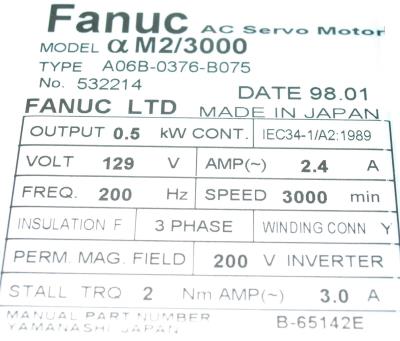 Fanuc AC Servo Motor
MODEL α M2/3000
TYPE A06B-0376-B075
No. 532214
DATE 98.01
FANUC LTD MADE IN JAPAN
OUTPUT 0.5 kW CONT. IEC34-1/A2:1989
VOLT 129 V AMP(~) 2.4 A
FREQ. 200 Hz SPEED 3000 min
INSULATION F 3 PHASE WINDING CONN Y
PERM. MAG. FIELD 200 V INVERTER
STALL TRQ 2 Nm AMP(~) 3.0 A
MANUAL PART NUMBER B-65142E
YAMANASHI JAPAN